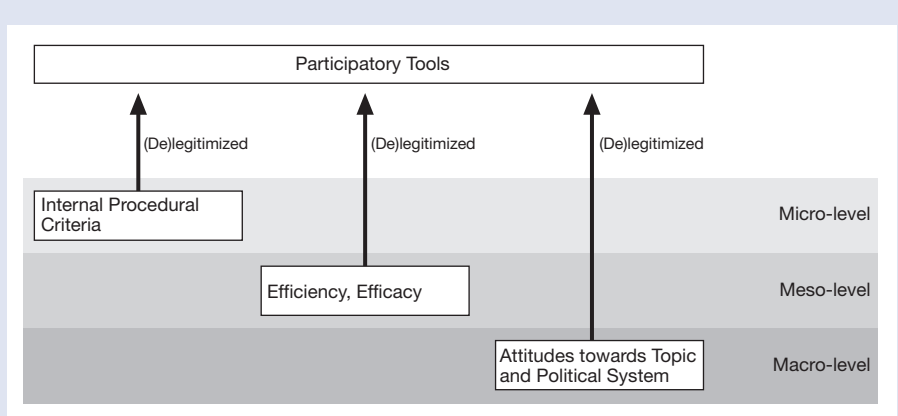 Participatory Tools
(De)legitimized
(De)legitimized
(De)legitimized
Internal Procedural
Criteria
Micro-level
Efficiency, Efficacy
Meso-level
Attitudes towards Topic
and Political System
Macro-level